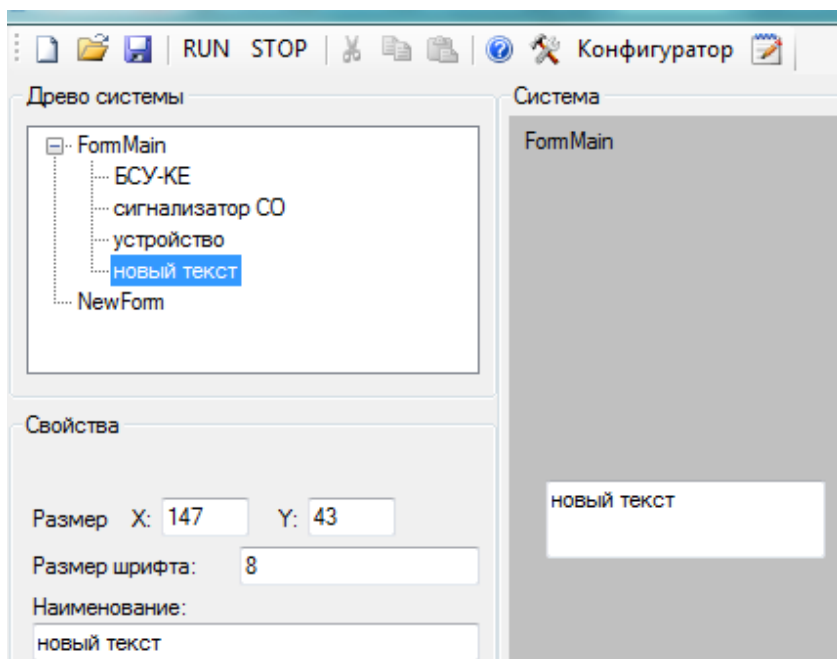 RUN STOP Конфигуратор
Древо системы
FormMain
БСУ-КЕ
сигнализатор СО
устройство
новый текст
NewForm
Свойства
Размер X: 147 Y: 43
Размер шрифта: 8
Наименование:
новый текст
Система
FormMain
новый текст